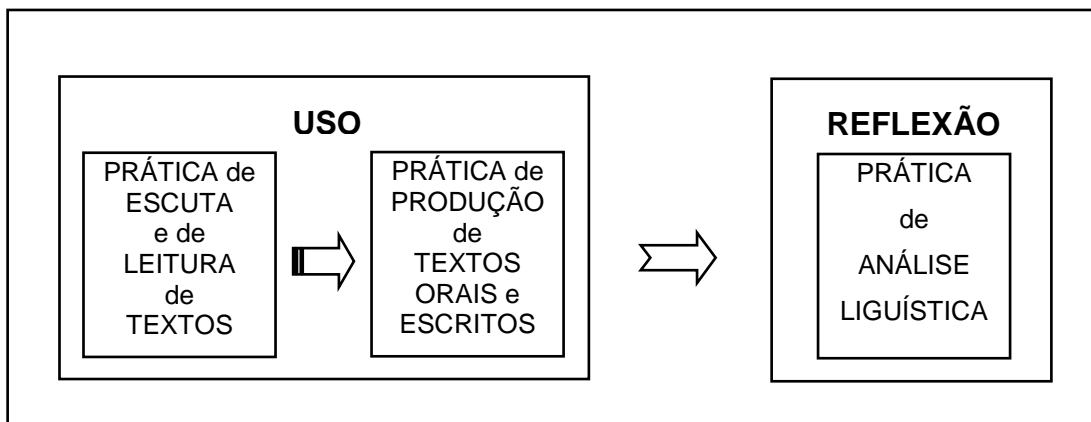 USO
PRÁTICA de
ESCUTA
e de
LEITURA
de
TEXTOS
PRÁTICA de
PRODUÇÃO
de
TEXTOS
ORAIS e
ESCRITOS
REFLEXÃO
PRÁTICA
de
ANÁLISE
LIGUÍSTICA